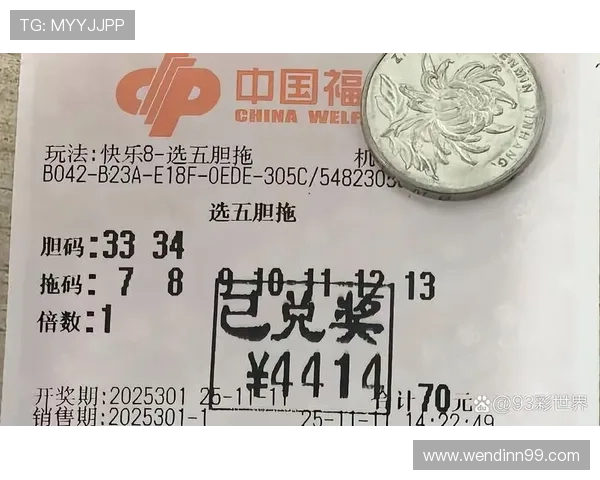 TG: MYYJJPP
中国福
CHINA WELF
玩法:快乐8-选五胆拖 机
B042-B23A-E18F-0EDE-305C/5482305
选五胆拖
胆码:33 34
拖码: 7 8 9 10 11 12 13
倍数:1
已兑奖
¥4414
开奖期:2025301 25-11-11 合计70元
销售期:2025301-1 25-11-11 14:22:49
@93彩世界
www.wendinn99.com